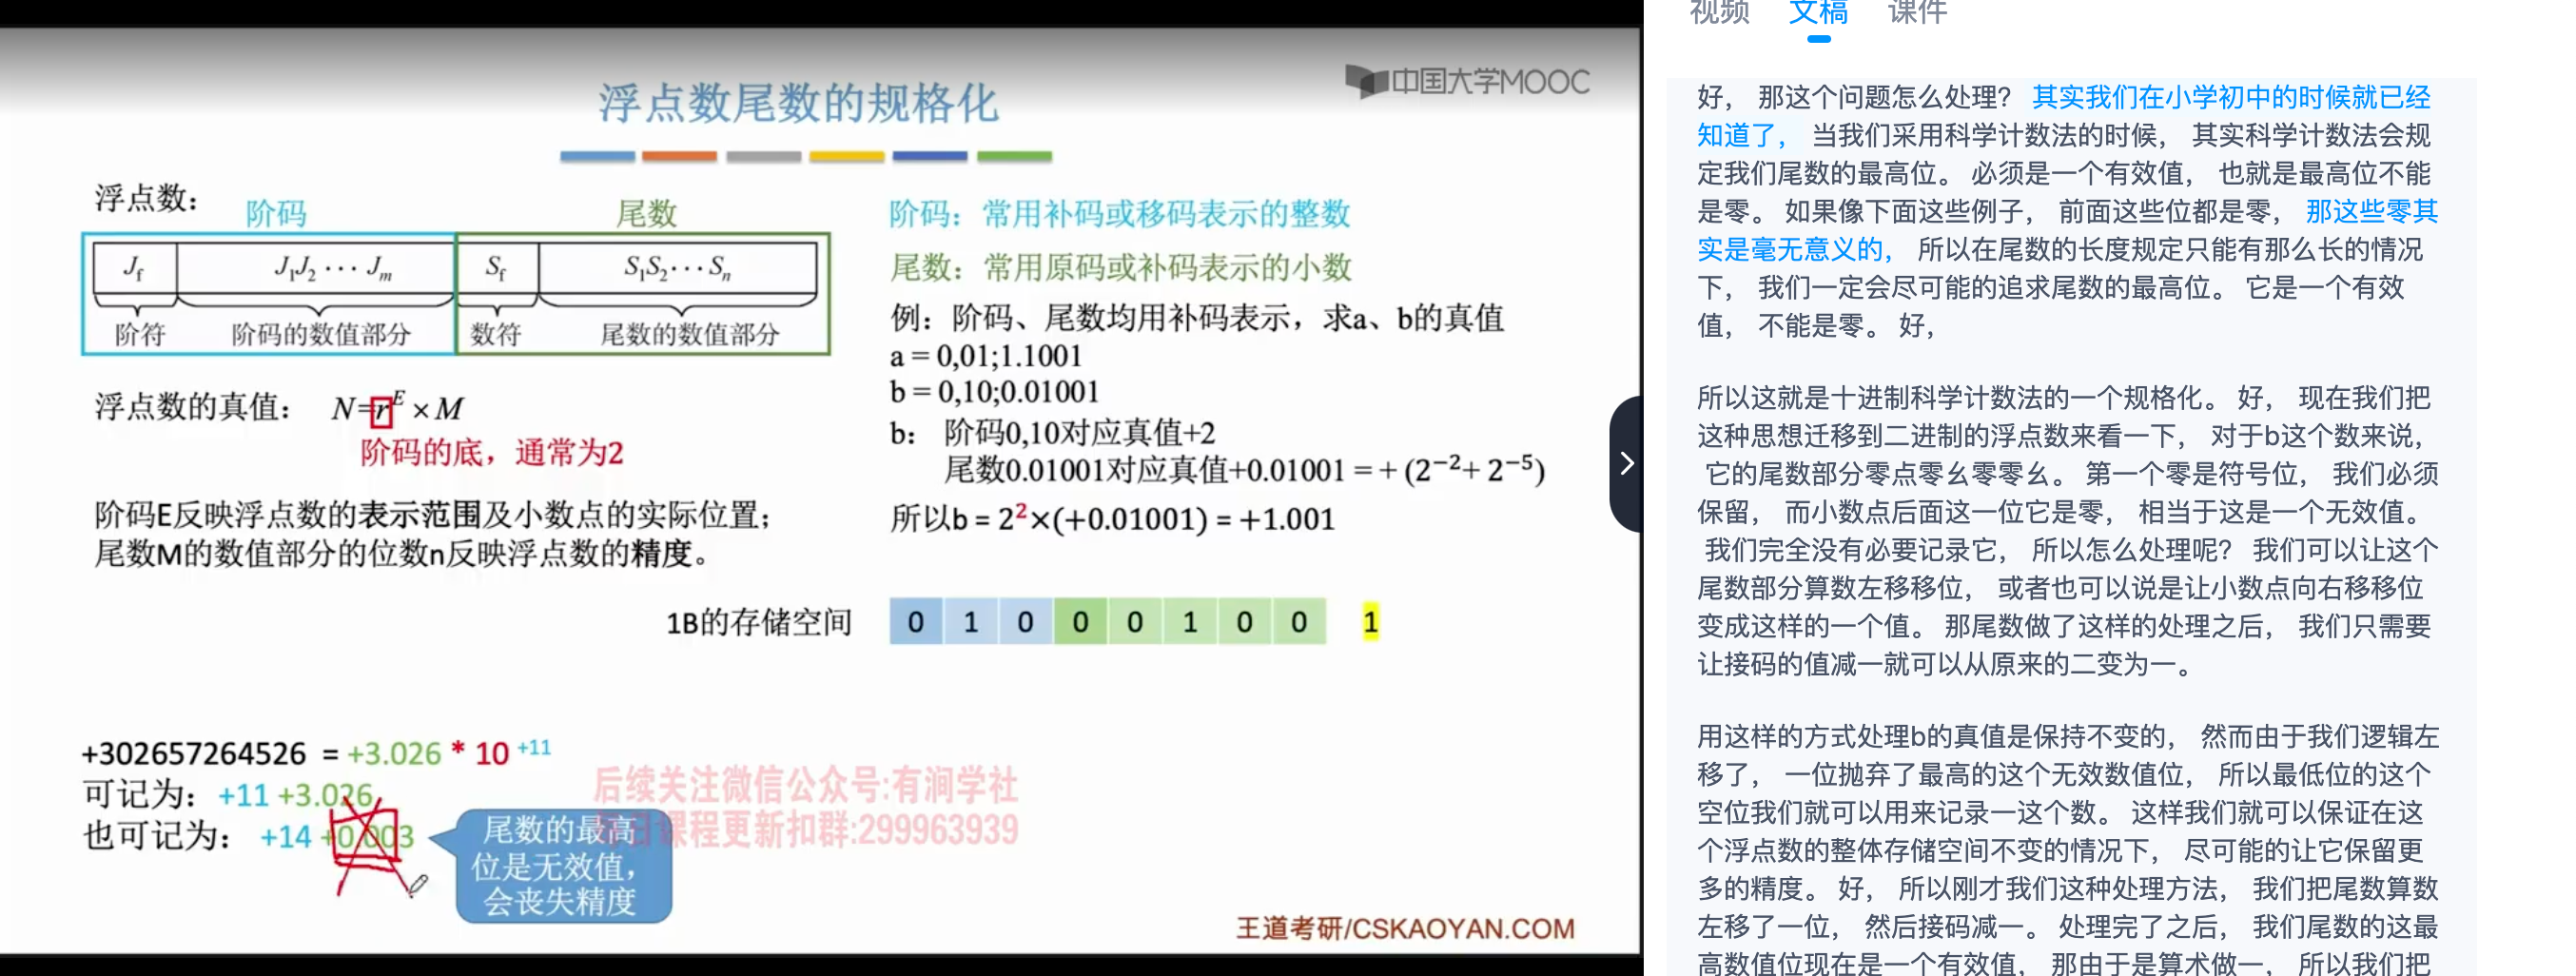 中国大学MOOC
浮点数尾数的规格化
浮点数：
阶码
尾数
J_f
J₁J₂ ··· J_m
S_f
S₁S₂ ··· S_n
阶符
阶码的数值部分
数符
尾数的数值部分
浮点数的真值： N=r^E × M
阶码的底，通常为2
阶码E反映浮点数的表示范围及小数点的实际位置；
尾数M的数值部分的位数n反映浮点数的精度。
阶码：常用补码或移码表示的整数
尾数：常用原码或补码表示的小数
例：阶码、尾数均用补码表示，求a、b的真值
a = 0,01;1.1001
b = 0,10;0.01001
b： 阶码0,10对应真值+2
尾数0.01001对应真值+0.01001 = + (2⁻²+ 2⁻⁵)
所以b = 2²×(+0.01001) = +1.001
1B的存储空间 0 1 0 0 0 1 0 0 1
+302657264526 = +3.026 * 10 +11
可记为：+11 +3.026
也可记为： +14 +0.003
尾数的最高
位是无效值，
会丧失精度
后续关注微信公众号:有涧学社
课程更新扣群:299963939
王道考研/CSKAOYAN.COM
视频 文稿 课件
好， 那这个问题怎么处理？ 其实我们在小学初中的时候就已经
知道了， 当我们采用科学计数法的时候， 其实科学计数法会规
定我们尾数的最高位。 必须是一个有效值， 也就是最高位不能
是零。 如果像下面这些例子， 前面这些位都是零， 那这些零其
实是毫无意义的， 所以在尾数的长度规定只能有那么长的情况
下， 我们一定会尽可能的追求尾数的最高位。 它是一个有效
值， 不能是零。 好，
所以这就是十进制科学计数法的一个规格化。 好， 现在我们把
这种思想迁移到二进制的浮点数来看一下， 对于b这个数来说，
它的尾数部分零点零幺零零幺。 第一个零是符号位， 我们必须
保留， 而小数点后面这一位它是零， 相当于这是一个无效值。
我们完全没有必要记录它， 所以怎么处理呢？ 我们可以让这个
尾数部分算数左移移位， 或者也可以说是让小数点向右移移位
变成这样的一个值。 那尾数做了这样的处理之后， 我们只需要
让接码的值减一就可以从原来的二变为一。
用这样的方式处理b的真值是保持不变的， 然而由于我们逻辑左
移了， 一位抛弃了最高的这个无效数值位， 所以最低位的这个
空位我们就可以用来记录一这个数。 这样我们就可以保证在这
个浮点数的整体存储空间不变的情况下， 尽可能的让它保留更
多的精度。 好， 所以刚才我们这种处理方法， 我们把尾数算数
左移了一位， 然后接码减一。 处理完了之后， 我们尾数的这最
高数值位现在是一个有效值， 那由于是算术做一， 所以我们把